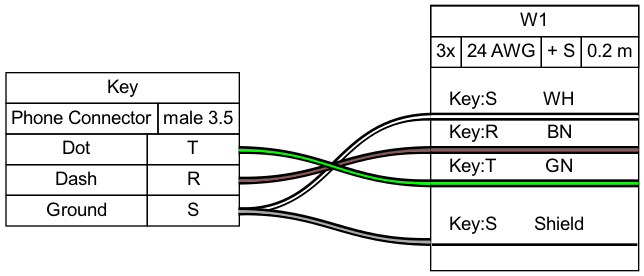 Key
Phone Connector male 3.5
Dot T
Dash R
Ground S
W1
3x 24 AWG + S 0.2 m
Key:S WH
Key:R BN
Key:T GN
Key:S Shield